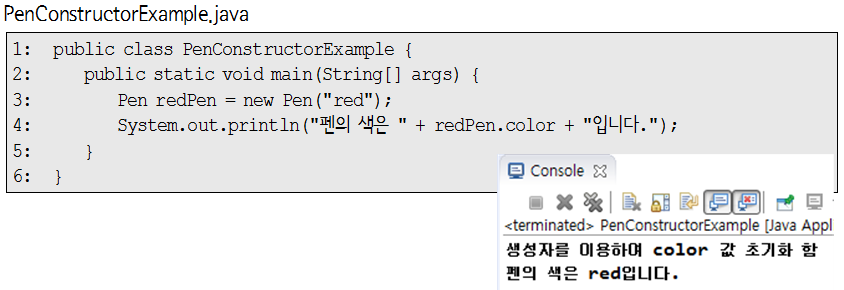 PenConstructorExample.java
1: public class PenConstructorExample {
2: public static void main(String[] args) {
3: Pen redPen = new Pen("red");
4: System.out.println("펜의 색은 " + redPen.color + "입니다.");
5: }
6: }
Console
<terminated> PenConstructorExample [Java Appl
생성자를 이용하며 color 값 초기화 함
펜의 색은 red입니다.